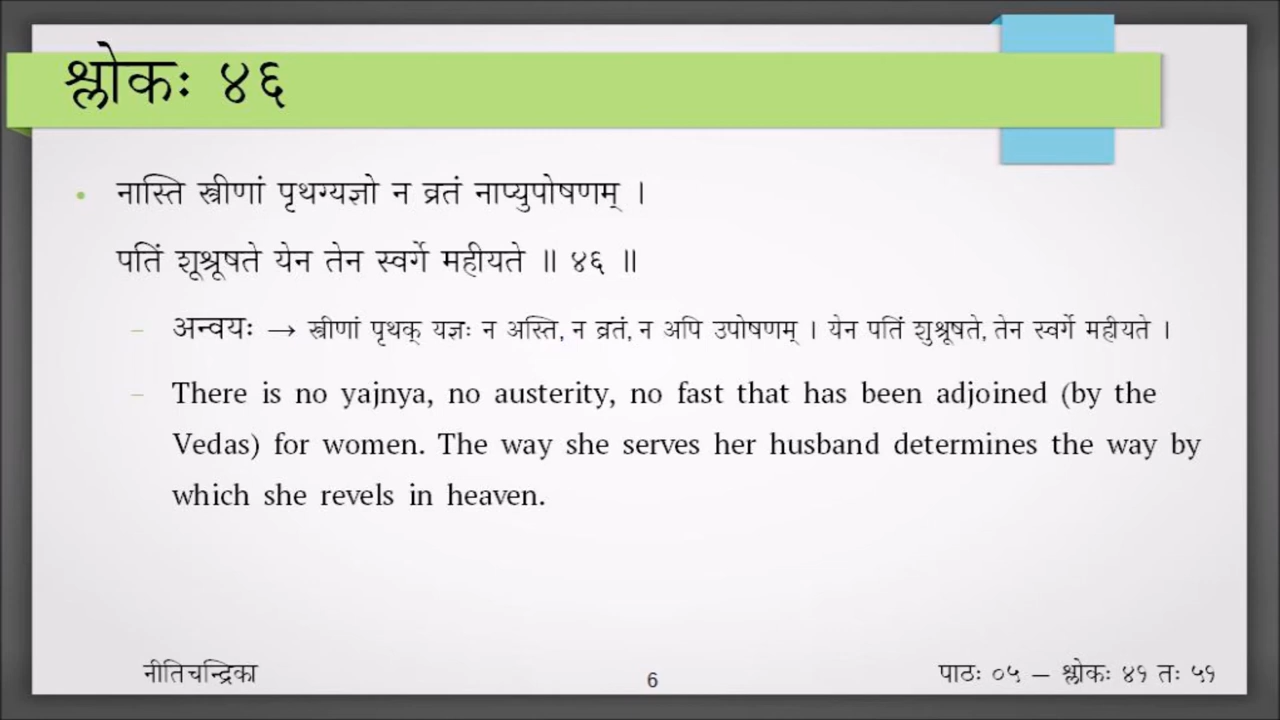 श्लोकः ४६
• नास्ति स्त्रीणां पृथग्यज्ञो न व्रतं नाप्युपोषणम् ।
पतिं शूश्रूषते येन तेन स्वर्गे महीयते ॥ ४६ ॥
– अन्वयः → स्त्रीणां पृथक् यज्ञः न अस्ति, न व्रतं, न अपि उपोषणम् । येन पतिं शुश्रूषते, तेन स्वर्गे महीयते ।
– There is no yajnya, no austerity, no fast that has been adjoined (by the
Vedas) for women. The way she serves her husband determines the way by
which she revels in heaven.
नीतिचन्द्रिका
6
पाठः ०५ – श्लोकः ४१ तः ५१